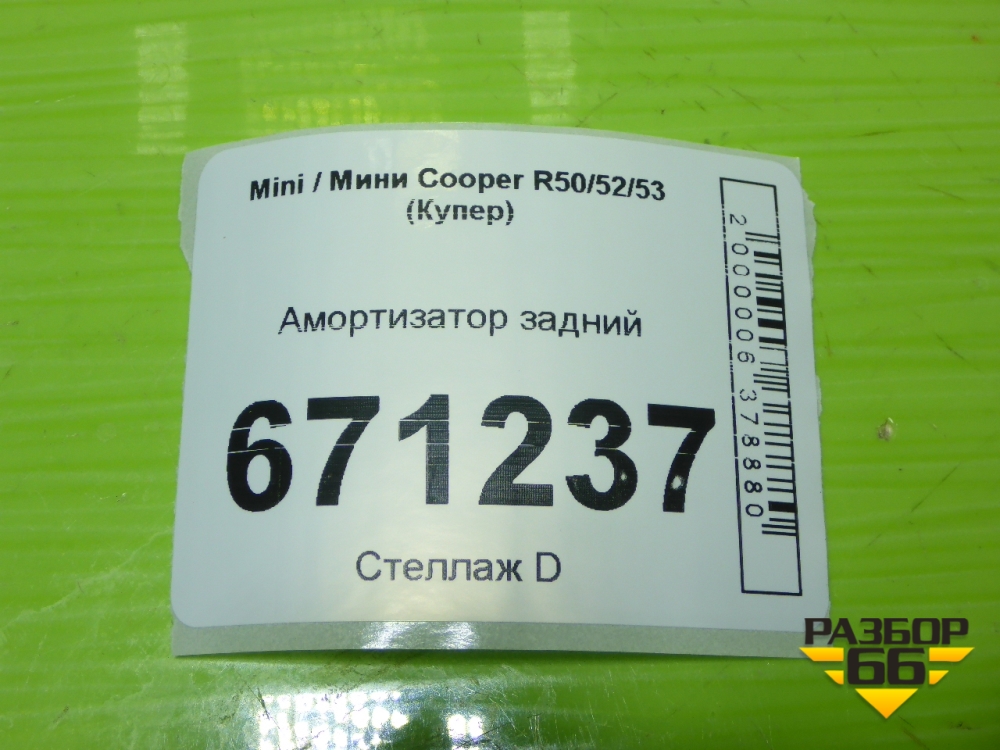 Mini / Мини Cooper R50/52/53
(Купер)
Амортизатор задний
671237
Стеллаж D
2000006378880
РАЗБОР
66